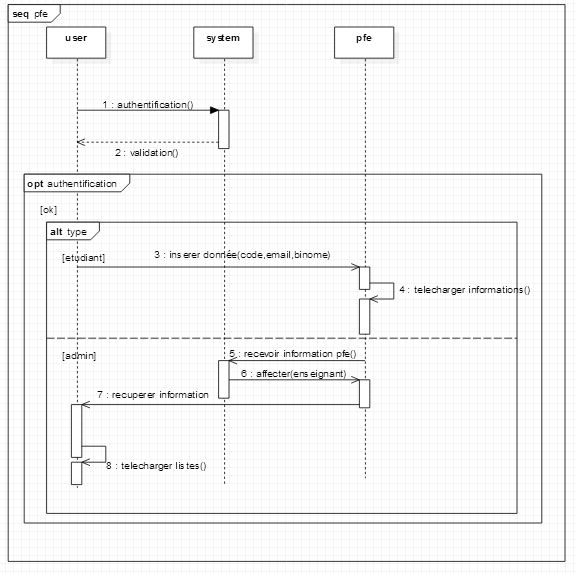 seq pfe
user
system
pfe
1 : authentification()
2 : validation()
opt authentification
[ok]
alt type
[etudiant]
3 : inserer donnée(code,email,binome)
4 : telecharger informations()
[admin]
5 : recevoir information pfe()
6 : affecter(enseignant)
7 : recuperer information
8 : telecharger listes()